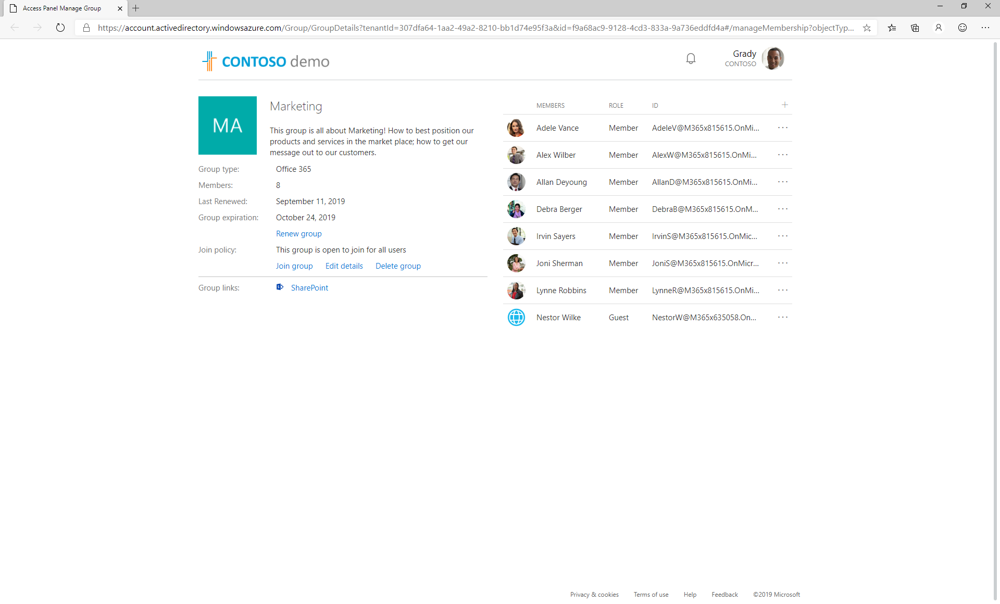 Access Panel Manage Group
https://account.activedirectory.windowsazure.com/Group/GroupDetails?tenantId=307dfa64-1aa2-49a2-8210-bb1d74e95f3a&id=f9a68ac9-9128-4cd3-833a-9a736eddfd4a#/manageMembership?objectTyp...
CONTOSO demo
Grady
CONTOSO
MA
Marketing
This group is all about Marketing! How to best position our
products and services in the market place; how to get our
message out to our customers.
Group type: Office 365
Members: 8
Last Renewed: September 11, 2019
Group expiration: October 24, 2019
Renew group
Join policy: This group is open to join for all users
Join group Edit details Delete group
Group links: SharePoint
MEMBERS ROLE ID
Adele Vance Member AdeleV@M365x815615.OnMi...
Alex Wilber Member AlexW@M365x815615.OnMi...
Allan Deyoung Member AllanD@M365x815615.OnMi...
Debra Berger Member DebraB@M365x815615.OnM...
Irvin Sayers Member IrvinS@M365x815615.OnMic...
Joni Sherman Member JoniS@M365x815615.OnMicr...
Lynne Robbins Member LynneR@M365x815615.OnMi...
Nestor Wilke Guest NestorW@M365x635058.On...
Privacy & cookies Terms of use Help Feedback ©2019 Microsoft